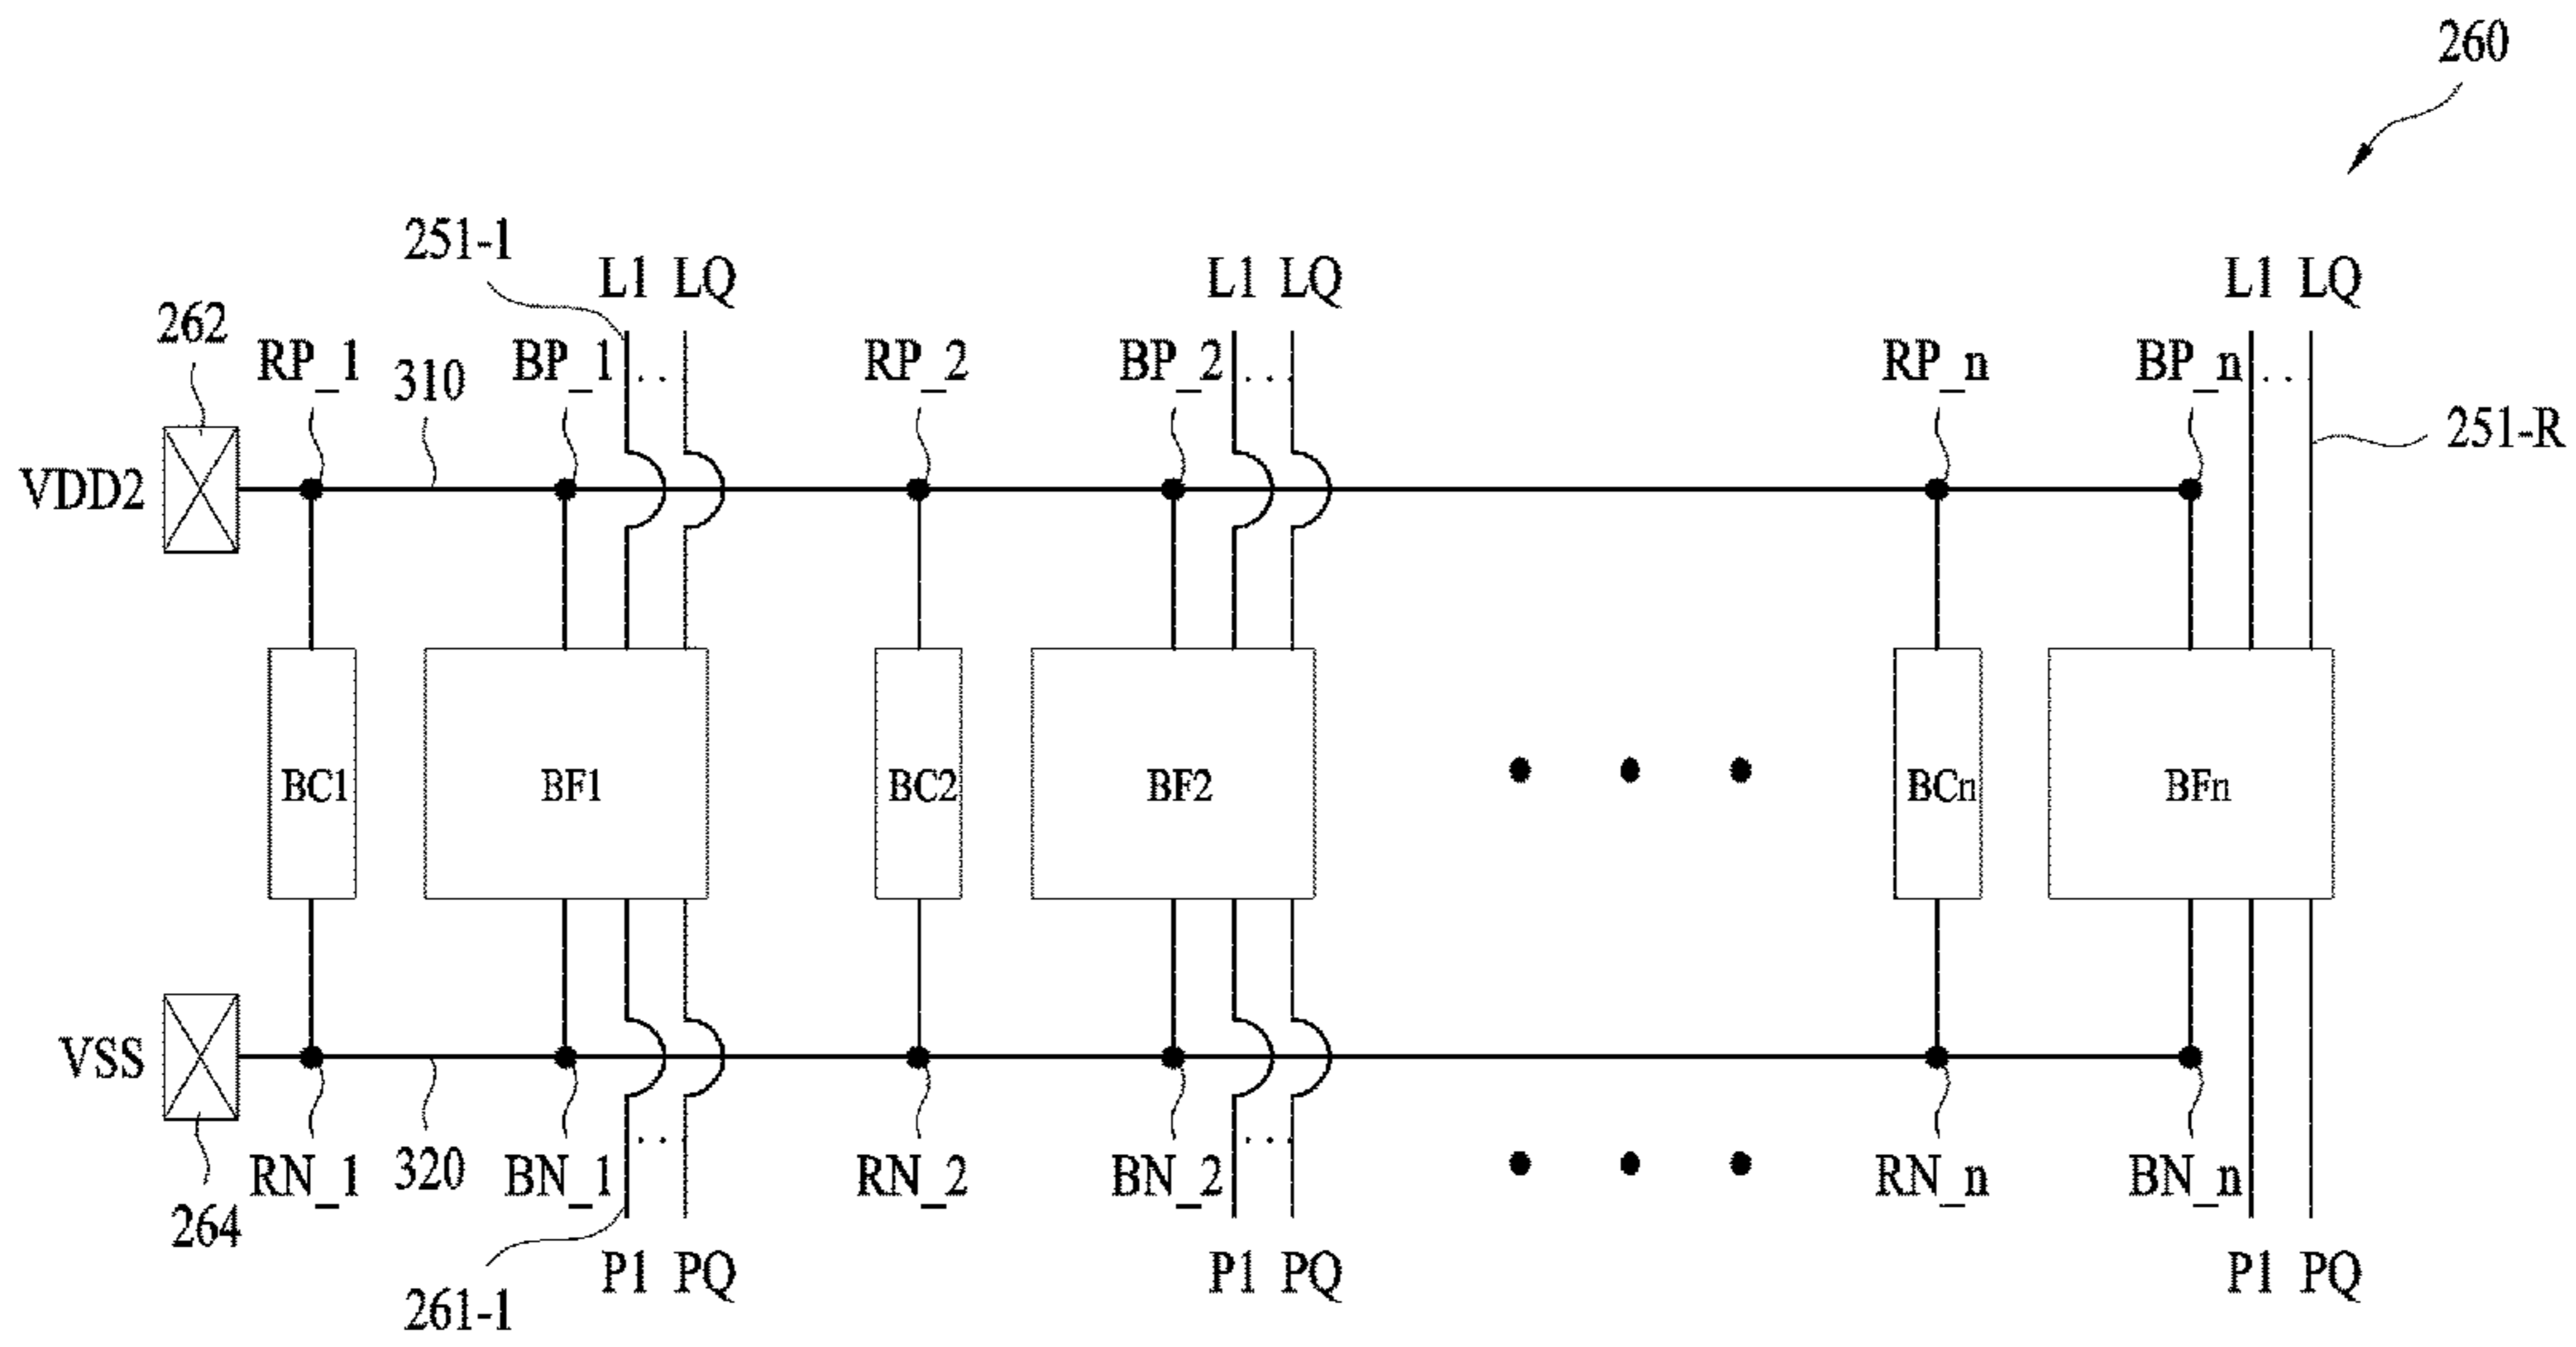 260
251-1
L1 LQ
L1 LQ
L1 LQ
262
RP_1
310
BP_1
RP_2
BP_2
RP_n
BP_n
251-R
VDD2
BC1
BF1
BC2
BF2
BCn
BFn
VSS
264
RN_1
320
BN_1
RN_2
BN_2
RN_n
BN_n
261-1
P1 PQ
P1 PQ
P1 PQ